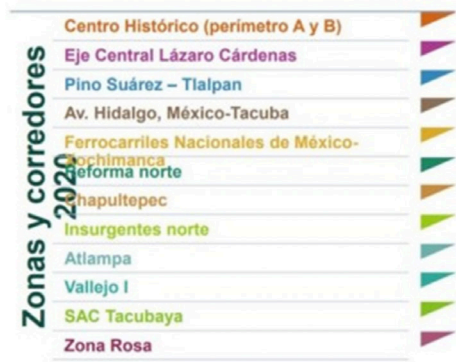 Zonas y corredores
2020
Centro Histórico (perímetro A y B)
Eje Central Lázaro Cárdenas
Pino Suárez – Tlalpan
Av. Hidalgo, México-Tacuba
Ferrocarriles Nacionales de México-
Xochimanca
Reforma norte
Chapultepec
Insurgentes norte
Atlampa
Vallejo I
SAC Tacubaya
Zona Rosa